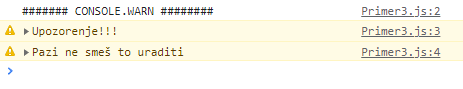 ####### CONSOLE.WARN ######## Primer3.js:2
Upozorenje!!! Primer3.js:3
Pazi ne smeš to uraditi Primer3.js:4